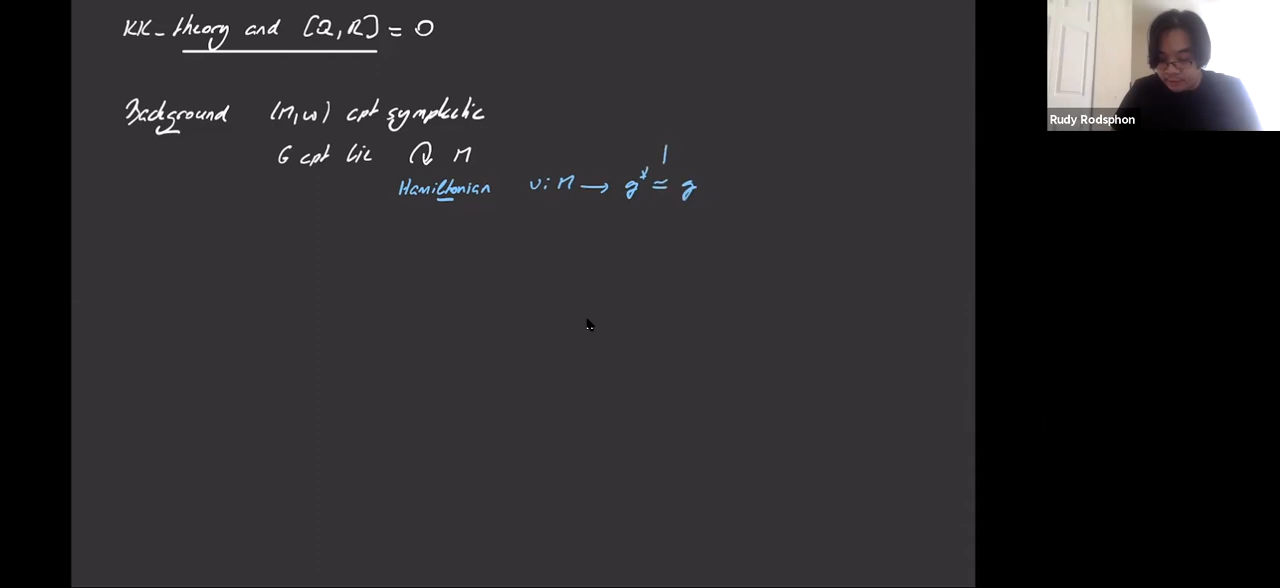 KK-theory and [Q,R] = 0
Background (M,ω) cpt symplectic
G cpt Lie ↻ M
Hamiltonian ν: M → g* ≃ g
Rudy Rodsphon